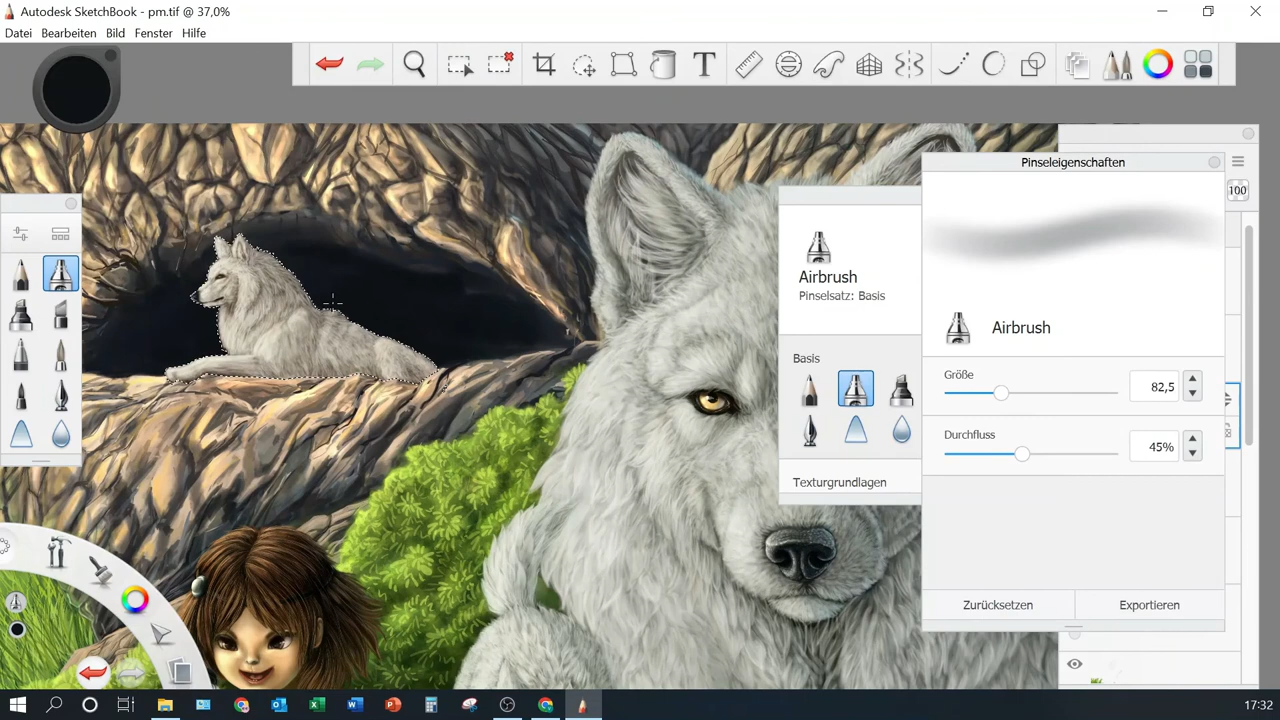 Autodesk SketchBook - pm.tif @ 37,0%
Datei Bearbeiten Bild Fenster Hilfe
T
Pinseleigenschaften
100
Airbrush
Pinselsatz: Basis
Airbrush
Basis
Größe
82,5
Durchfluss
45%
Texturgrundlagen
Zurücksetzen
Exportieren
17:32